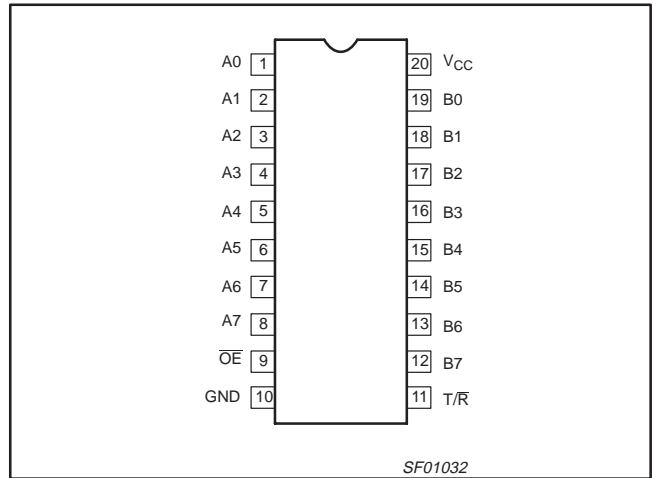 A0 1 20 VCC
A1 2 19 B0
A2 3 18 B1
A3 4 17 B2
A4 5 16 B3
A5 6 15 B4
A6 7 14 B5
A7 8 13 B6
O̅E̅ 9 12 B7
GND 10 11 T/R̅
SF01032